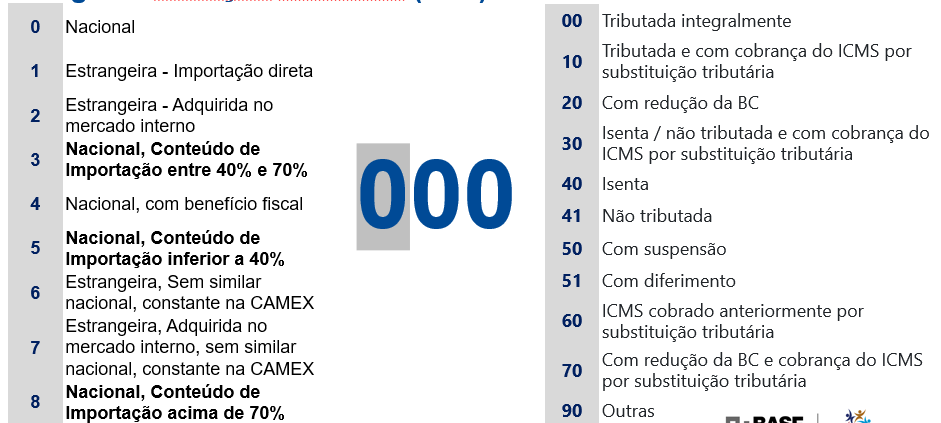 0 Nacional
1 Estrangeira - Importação direta
2 Estrangeira - Adquirida no
mercado interno
3 Nacional, Conteúdo de
Importação entre 40% e 70%
4 Nacional, com benefício fiscal
5 Nacional, Conteúdo de
Importação inferior a 40%
6 Estrangeira, Sem similar
nacional, constante na CAMEX
7 Estrangeira, Adquirida no
mercado interno, sem similar
nacional, constante na CAMEX
8 Nacional, Conteúdo de
Importação acima de 70%
000
00 Tributada integralmente
10 Tributada e com cobrança do ICMS por
substituição tributária
20 Com redução da BC
30 Isenta / não tributada e com cobrança do
ICMS por substituição tributária
40 Isenta
41 Não tributada
50 Com suspensão
51 Com diferimento
60 ICMS cobrado anteriormente por
substituição tributária
70 Com redução da BC e cobrança do ICMS
por substituição tributária
90 Outras
BASF